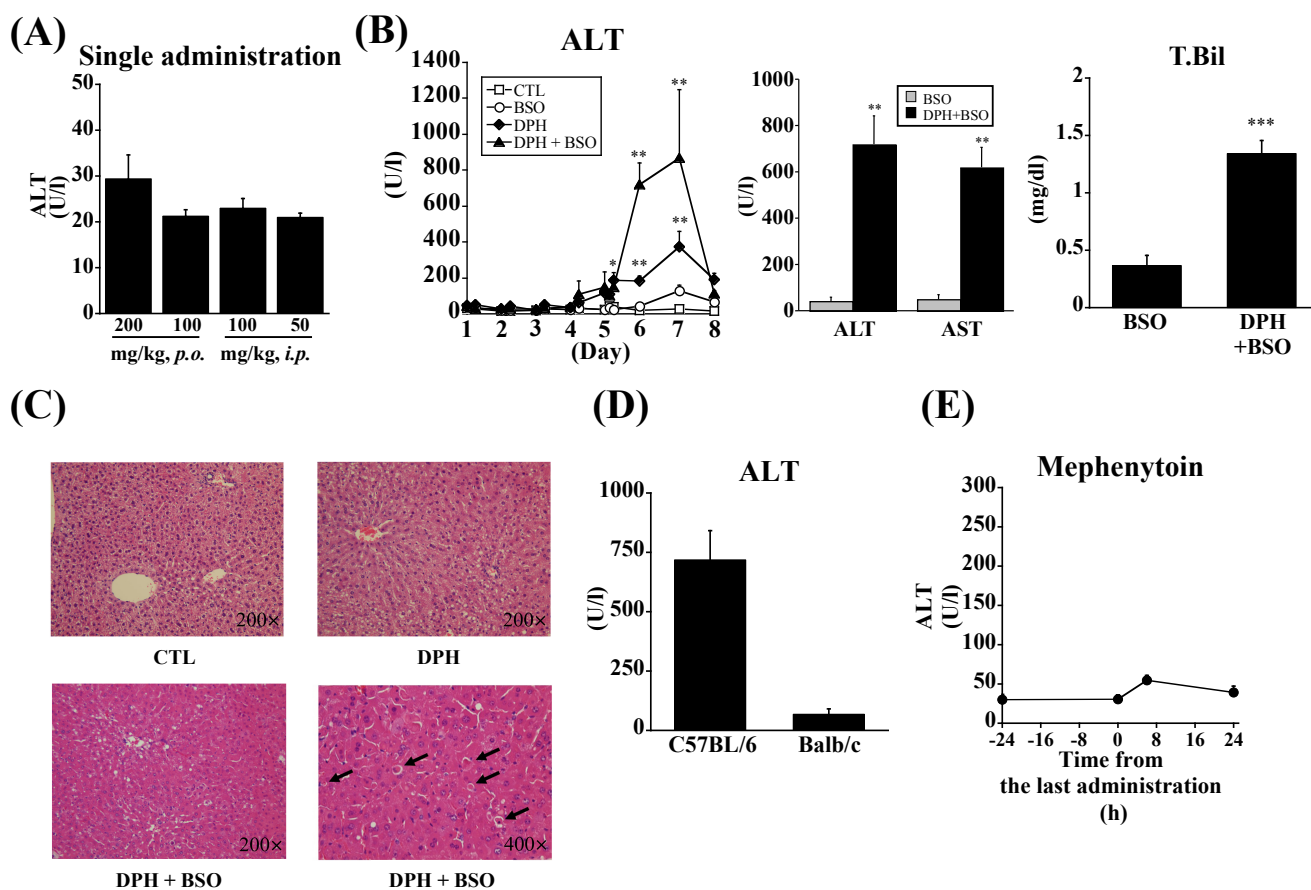 (A)
Single administration
50
40
30
20
10
0
ALT
(U/l)
200 100 100 50
mg/kg, p.o. mg/kg, i.p.
(B)
ALT
1400
1200
1000
800
600
400
200
0
(U/l)
CTL
BSO
DPH
DPH + BSO
**
**
**
*
**
1 2 3 4 5 6 7 8
(Day)
1000
800
600
400
200
0
(U/l)
BSO
DPH+BSO
**
**
ALT AST
T.Bil
2
1.5
1
0.5
0
(mg/dl)
***
BSO DPH
+BSO
(C)
200×
200×
CTL DPH
200×
400×
DPH + BSO DPH + BSO
(D)
ALT
1000
750
500
250
0
(U/l)
C57BL/6 Balb/c
(E)
Mephenytoin
300
250
200
150
100
50
0
ALT
(U/l)
-24 -16 -8 0 8 16 24
Time from
the last administration
(h)